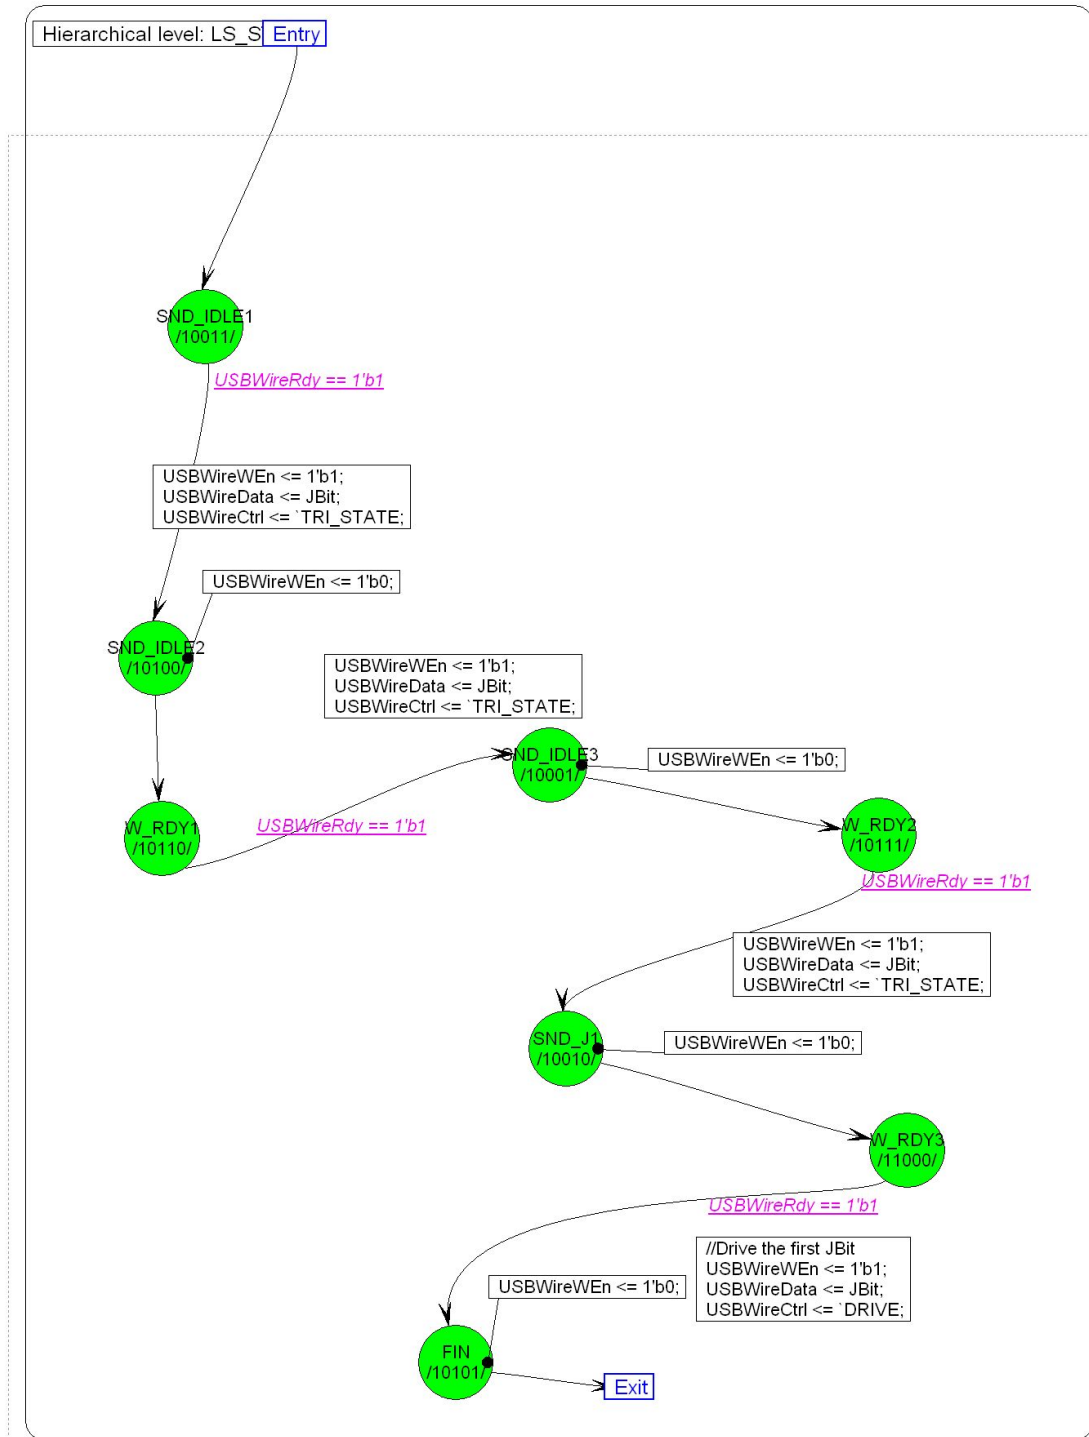 Hierarchical level: LS_S
Entry
SND_IDLE1
/10011/
USBWireRdy == 1'b1
USBWireWEn <= 1'b1;
USBWireData <= JBit;
USBWireCtrl <= `TRI_STATE;
USBWireWEn <= 1'b0;
SND_IDLE2
/10100/
USBWireWEn <= 1'b1;
USBWireData <= JBit;
USBWireCtrl <= `TRI_STATE;
SND_IDLE3
/10001/
USBWireWEn <= 1'b0;
W_RDY1
/10110/
USBWireRdy == 1'b1
W_RDY2
/10111/
USBWireRdy == 1'b1
USBWireWEn <= 1'b1;
USBWireData <= JBit;
USBWireCtrl <= `TRI_STATE;
SND_J1
/10010/
USBWireWEn <= 1'b0;
W_RDY3
/11000/
USBWireRdy == 1'b1
//Drive the first JBit
USBWireWEn <= 1'b1;
USBWireData <= JBit;
USBWireCtrl <= `DRIVE;
USBWireWEn <= 1'b0;
FIN
/10101/
Exit